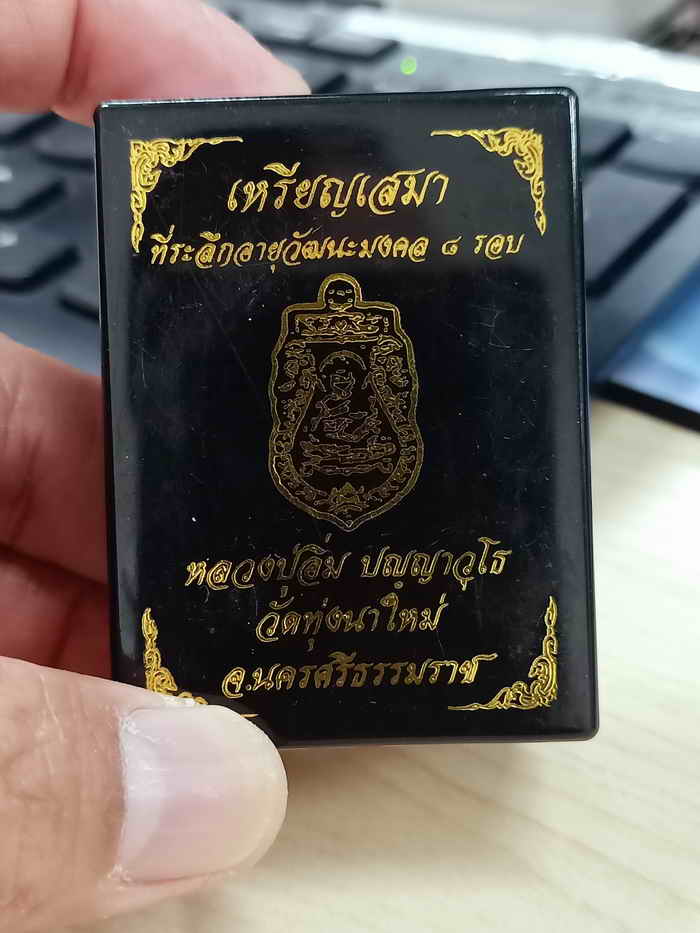 เหรียญเสมา
ที่ระลึกอายุวัฒนะมงคล ๘ รอบ
หลวงปู่อิ่ม ปญฺญาวุโธ
วัดทุ่งนาใหม่
จ.นครศรีธรรมราช